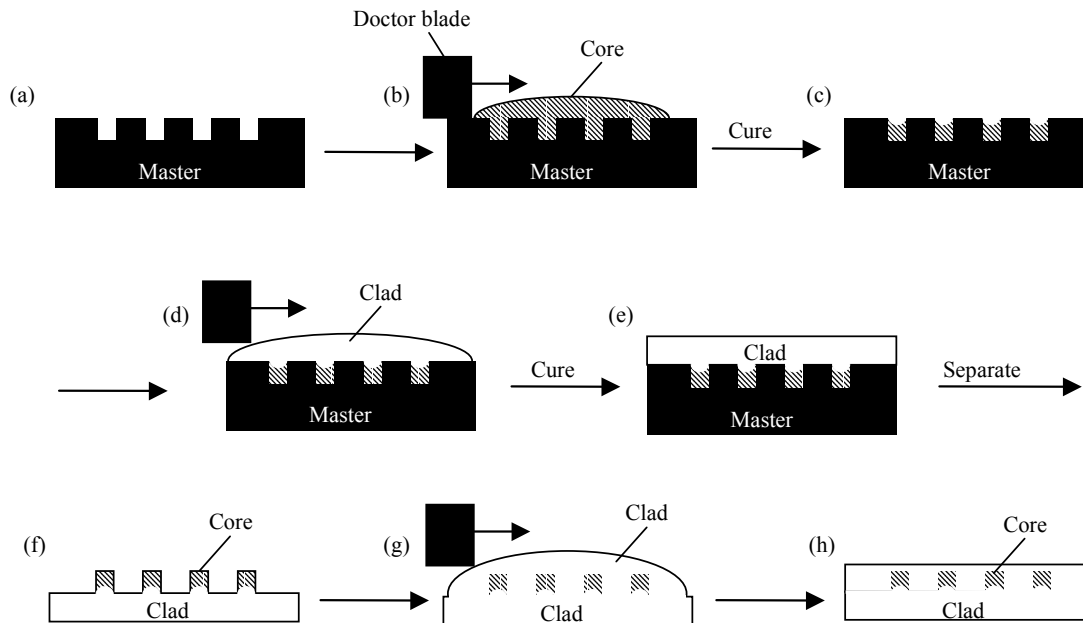 Doctor blade
Core
(a)
(b)
(c)
Cure
Master
Master
Master
Clad
(d)
(e)
Clad
Cure
Separate
Master
Master
Core
Clad
(f)
(g)
(h)
Core
Clad
Clad
Clad